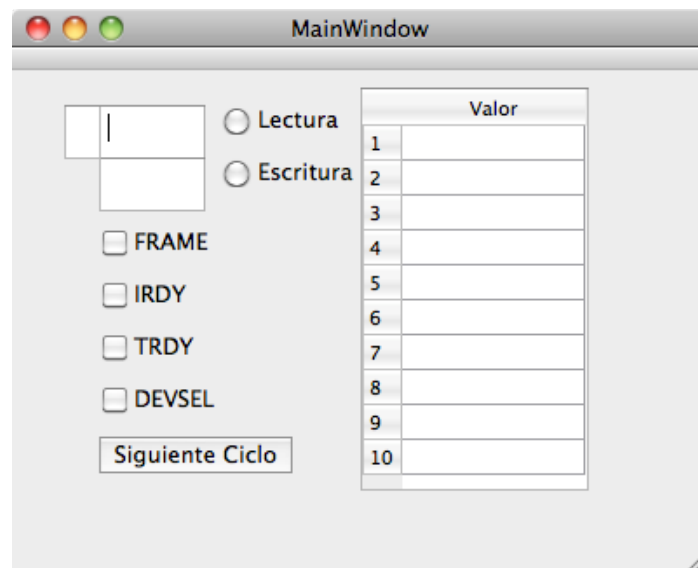 MainWindow
Lectura
Escritura
FRAME
IRDY
TRDY
DEVSEL
Siguiente Ciclo
Valor
1
2
3
4
5
6
7
8
9
10